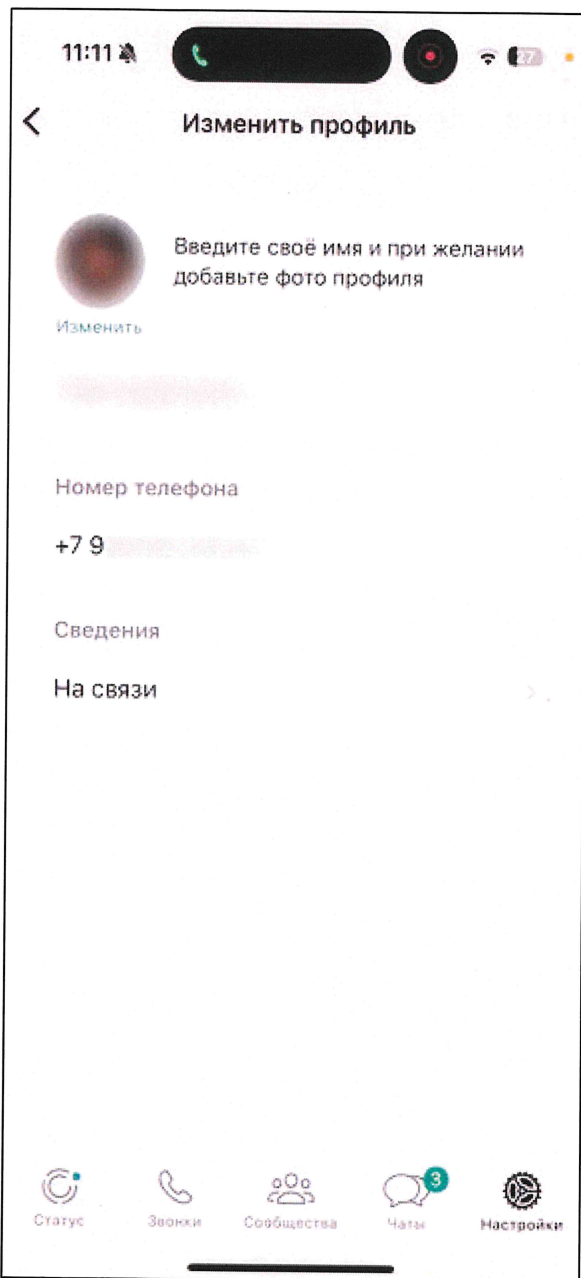 11:11
27
Изменить профиль
Введите своё имя и при желании
добавьте фото профиля
Изменить
Номер телефона
+7 9
Сведения
На связи
3
Статус
Звонки
Сообщества
Чаты
Настройки